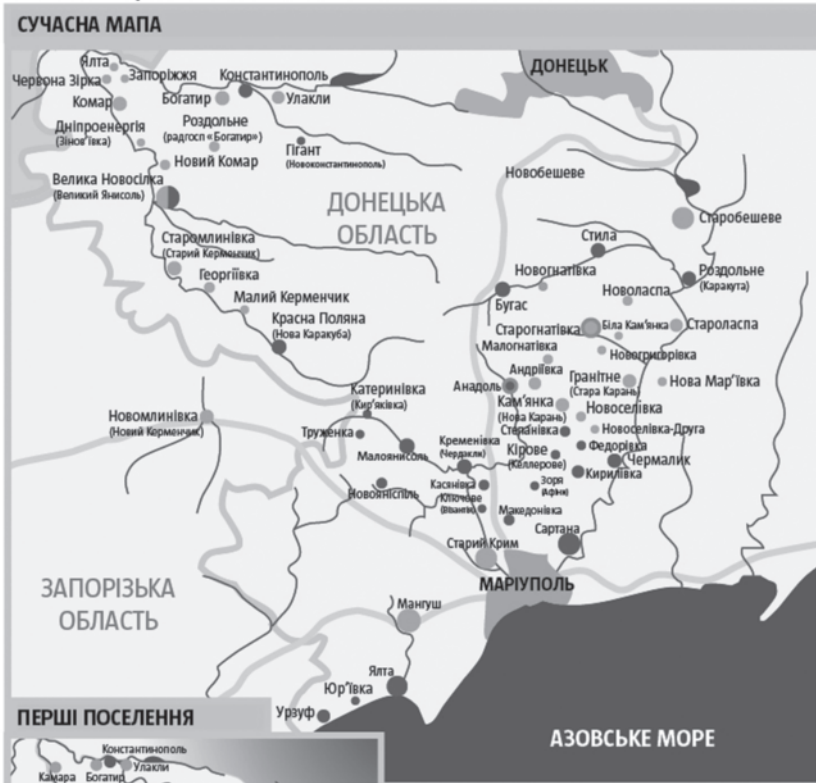 СУЧАСНА МАПА
Ялта
Червона Зірка
Запоріжжя
Константинополь
ДОНЕЦЬК
Комар
Богатир
Улакли
Дніпроенергія
(Зінов'івка)
Роздольне
(радгосп «Богатир»)
Гігант
(Новоконстантинополь)
Новий Комар
Новобешеве
Велика Новосілка
(Великий Янисоль)
ДОНЕЦЬКА
ОБЛАСТЬ
Старобешеве
Старомлинівка
(Старий Керменчик)
Стила
Георгіївка
Новогнатівка
Роздольне
(Каракута)
Малий Керменчик
Бугас
Новоласпа
Красна Поляна
(Нова Каракуба)
Старогнатівка
Біла Кам'янка
Староласпа
Малогнатівка
Новогригорівка
Андріївка
Анадоль
Гранітне
(Стара Карань)
Нова Мар'ївка
Катеринівка
(Кир'яківка)
Кам'янка
(Нова Карань)
Новоселівка
Новомлинівка
(Новий Керменчик)
Труженка
Степанівка
Новоселівка-Друга
Малоянисоль
Кременівка
(Чердакли)
Кірове
(Келлерове)
Федорівка
Чермалик
Кирилівка
Новоянісіль
Касянівка
Зоря
(Афіни)
Ключове
(Візантія)
Македонівка
Старий Крим
Сартана
МАРІУПОЛЬ
ЗАПОРІЗЬКА
ОБЛАСТЬ
Мангуш
Ялта
Юр'ївка
Урзуф
АЗОВСЬКЕ МОРЕ
ПЕРШІ ПОСЕЛЕННЯ
Константинополь
Камара
Богатир
Улакли